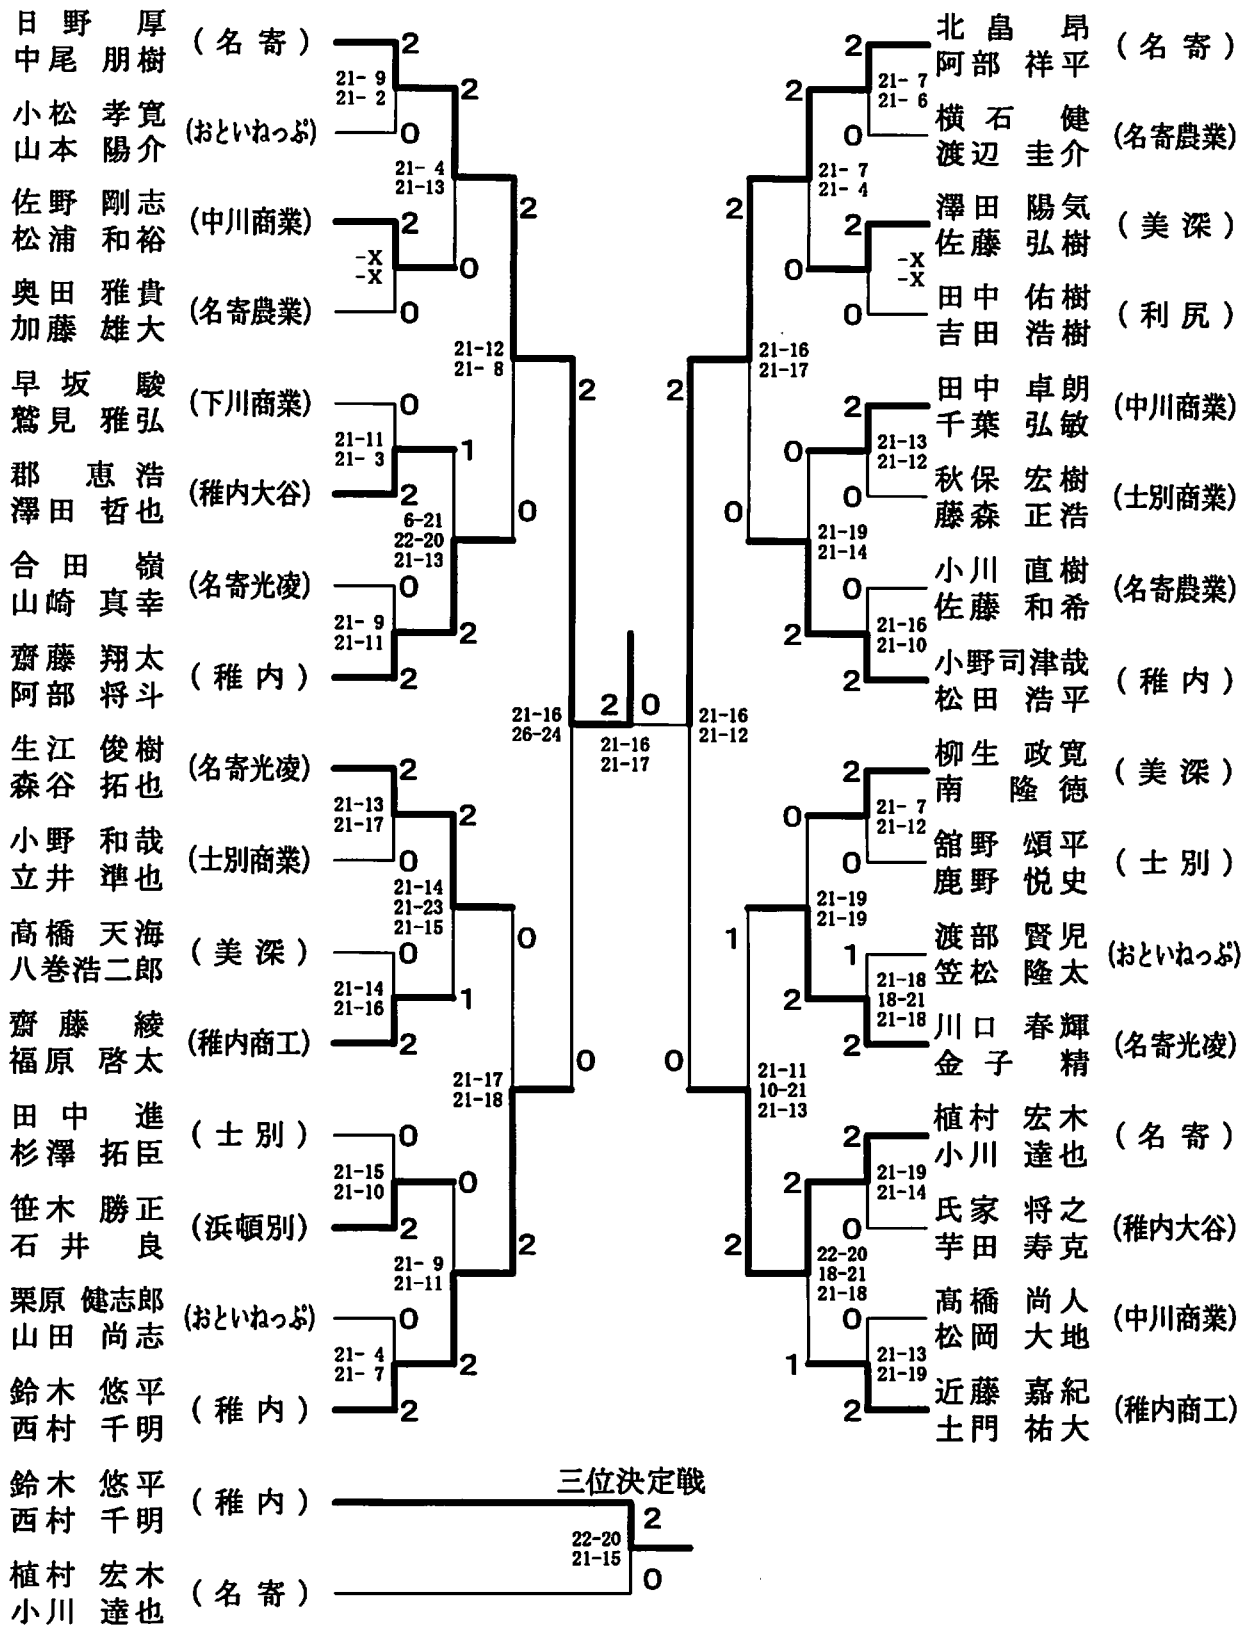 日野 厚
中尾 朋樹
(名寄)
2
21- 9
21- 2
小松 孝寛
山本 陽介
(おといねっぷ)
0
2
21- 4
21-13
佐野 剛志
松浦 和裕
(中川商業)
2
-X
-X
奥田 雅貴
加藤 雄大
(名寄農業)
0
0
2
21-12
21- 8
早坂 駿
鷲見 雅弘
(下川商業)
0
21-11
21- 3
郡 恵浩
澤田 哲也
(稚内大谷)
2
1
6-21
22-20
21-13
合田 嶺
山崎 真幸
(名寄光凌)
0
21- 9
21-11
齋藤 翔太
阿部 将斗
(稚内)
2
2
0
2
21-16
26-24
生江 俊樹
森谷 拓也
(名寄光凌)
2
21-13
21-17
小野 和哉
立井 準也
(士別商業)
0
2
21-14
21-23
21-15
髙橋 天海
八巻浩二郎
(美深)
0
21-14
21-16
齋藤 綾
福原 啓太
(稚内商工)
2
1
0
21-17
21-18
田中 進
杉澤 拓臣
(士別)
0
21-15
21-10
笹木 勝正
石井 良
(浜頓別)
2
0
21- 9
21-11
栗原 健志郎
山田 尚志
(おといねっぷ)
0
21- 4
21- 7
鈴木 悠平
西村 千明
(稚内)
2
2
2
0
2 0
21-16
21-17
北畠 昂
阿部 祥平
(名寄)
2
21- 7
21- 6
横石 健
渡辺 圭介
(名寄農業)
0
2
21- 7
21- 4
澤田 陽気
佐藤 弘樹
(美深)
2
-X
-X
田中 佑樹
吉田 浩樹
(利尻)
0
0
2
21-16
21-17
田中 卓朗
千葉 弘敏
(中川商業)
2
21-13
21-12
秋保 宏樹
藤森 正浩
(士別商業)
0
0
21-19
21-14
小川 直樹
佐藤 和希
(名寄農業)
0
21-16
21-10
小野司津哉
松田 浩平
(稚内)
2
2
0
2
21-16
21-12
柳生 政寛
南 隆徳
(美深)
2
21- 7
21-12
舘野 頌平
鹿野 悦史
(士別)
0
0
21-19
21-19
渡部 賢児
笠松 隆太
(おといねっぷ)
1
21-18
18-21
21-18
川口 春輝
金子 精
(名寄光凌)
2
2
1
21-11
10-21
21-13
植村 宏木
小川 達也
(名寄)
2
21-19
21-14
氏家 将之
芋田 寿克
(稚内大谷)
0
2
22-20
18-21
21-18
髙橋 尚人
松岡 大地
(中川商業)
0
21-13
21-19
近藤 嘉紀
土門 祐大
(稚内商工)
2
1
2
0
三位決定戦
鈴木 悠平
西村 千明
(稚内)
2
22-20
21-15
植村 宏木
小川 達也
(名寄)
0